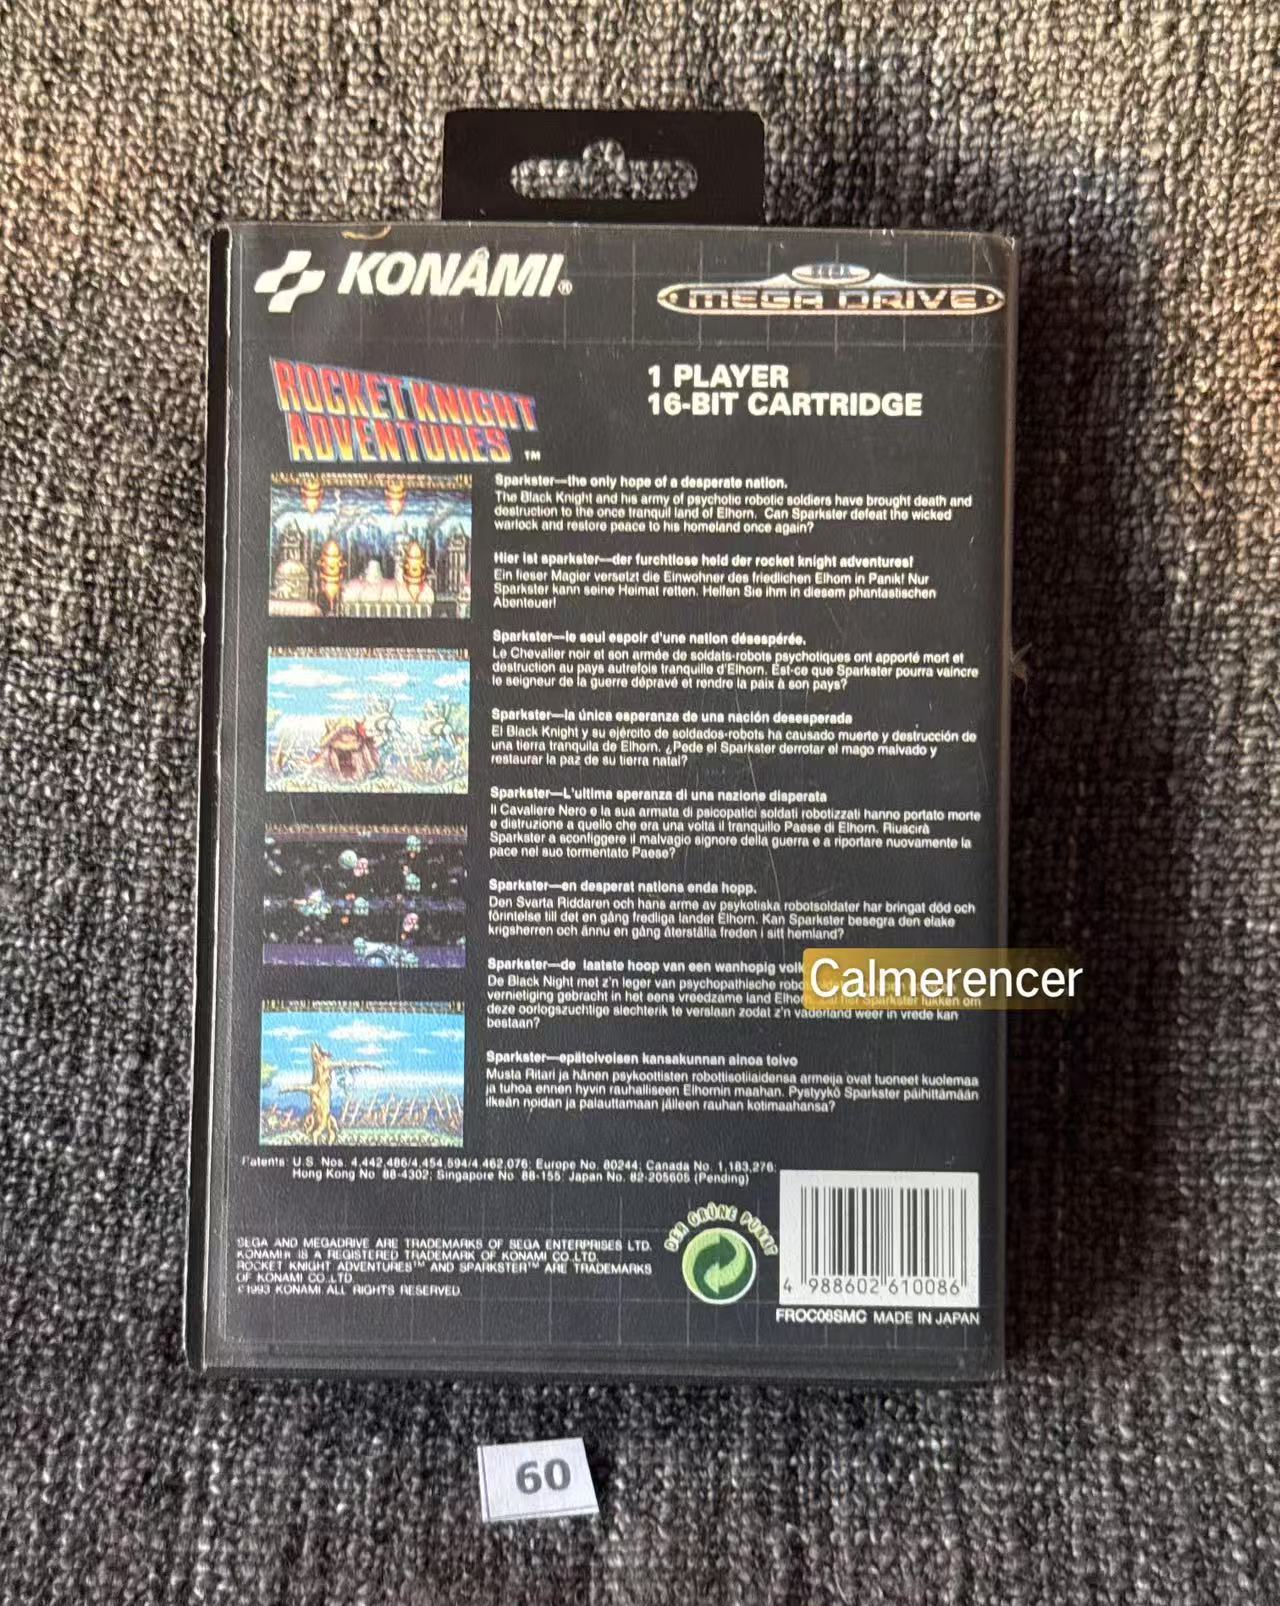 KONAMI®
SEGA
MEGA DRIVE
ROCKET KNIGHT
ADVENTURES ™
1 PLAYER
16-BIT CARTRIDGE
Sparkster—the only hope of a desperate nation.
The Black Knight and his army of psychotic robotic soldiers have brought death and
destruction to the once tranquil land of Elhorn. Can Sparkster defeat the wicked
warlock and restore peace to his homeland once again?
Hier ist sparkster—der furchtlose held der rocket knight adventures!
Ein fieser Magier versetzt die Einwohner des friedlichen Elhorn in Panik! Nur
Sparkster kann seine Heimat retten. Helfen Sie ihm in diesem phantastischen
Abenteuer!
Sparkster—le seul espoir d'une nation désespérée.
Le Chevalier noir et son armée de soldats-robots psychotiques ont apporté mort et
destruction au pays autrefois tranquille d'Elhorn. Est-ce que Sparkster pourra vaincre
le seigneur de la guerre dépravé et rendre la paix à son pays?
Sparkster—la única esperanza de una nación desesperada
El Black Knight y su ejército de soldados-robots ha causado muerte y destrucción de
una tierra tranquila de Elhorn. ¿Pede el Sparkster derrotar el mago malvado y
restaurar la paz de su tierra natal?
Sparkster—L'ultima speranza di una nazione disperata
Il Cavaliere Nero e la sua armata di psicopatici soldati robotizzati hanno portato morte
e distruzione a quello che era una volta il tranquillo Paese di Elhorn. Riuscirà
Sparkster a sconfiggere il malvagio signore della guerra e a riportare nuovamente la
pace nel suo tormentato Paese?
Sparkster—en desperat nations enda hopp.
Den Svarta Riddaren och hans arme av psykotiska robotsoldater har bringat död och
förintelse till det en gång fredliga landet Elhorn. Kan Sparkster besegra den elake
krigsherren och ännu en gång återställa freden i sitt hemland?
Sparkster—de laatste hoop van een wanhopig volk
De Black Night met z'n leger van psychopathische robo
vernietiging gebracht in het eens vreedzame land Elhorn. Zal het Sparkster lukken om
deze oorlogszuchtige slechterik te verslaan zodat z'n vaderland weer in vrede kan
bestaan?
Calmerencer
Sparkster—epätoivoisen kansakunnan ainoa toivo
Musta Ritari ja hänen psykoottisten robottisotilaidensa armeija ovat tuoneet kuolemaa
ja tuhoa ennen hyvin rauhalliseen Elhornin maahan. Pystyykö Sparkster päihittämään
ilkeän noidan ja palauttamaan jälleen rauhan kotimaahansa?
Patents: U.S. Nos. 4,442,486/4,454,594/4,462,076; Europe No. 80244; Canada No. 1,183,276;
Hong Kong No. 88-4302; Singapore No. 88-155; Japan No. 82-205605 (Pending)
SEGA AND MEGADRIVE ARE TRADEMARKS OF SEGA ENTERPRISES LTD.
KONAMI® IS A REGISTERED TRADEMARK OF KONAMI CO.,LTD.
ROCKET KNIGHT ADVENTURES™ AND SPARKSTER™ ARE TRADEMARKS
OF KONAMI CO.,LTD.
©1993 KONAMI ALL RIGHTS RESERVED.
DER GRÜNE PUNKT
4 988602 610086
FROC06SMC MADE IN JAPAN
60